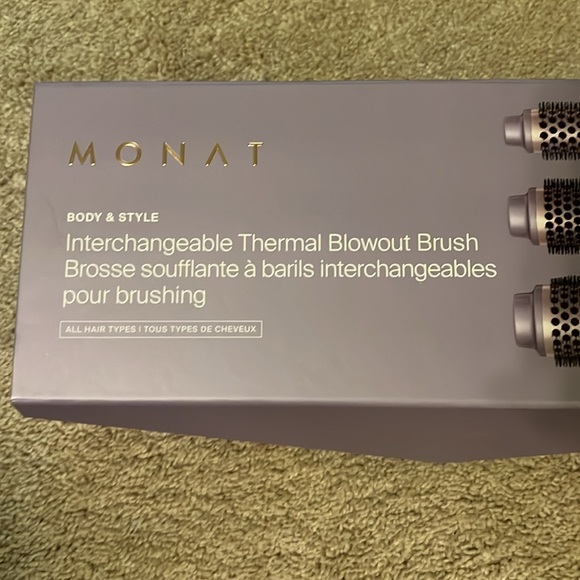 MONAT
BODY & STYLE
Interchangeable Thermal Blowout Brush
Brosse soufflante à barils interchangeables
pour brushing
ALL HAIR TYPES | TOUS TYPES DE CHEVEUX